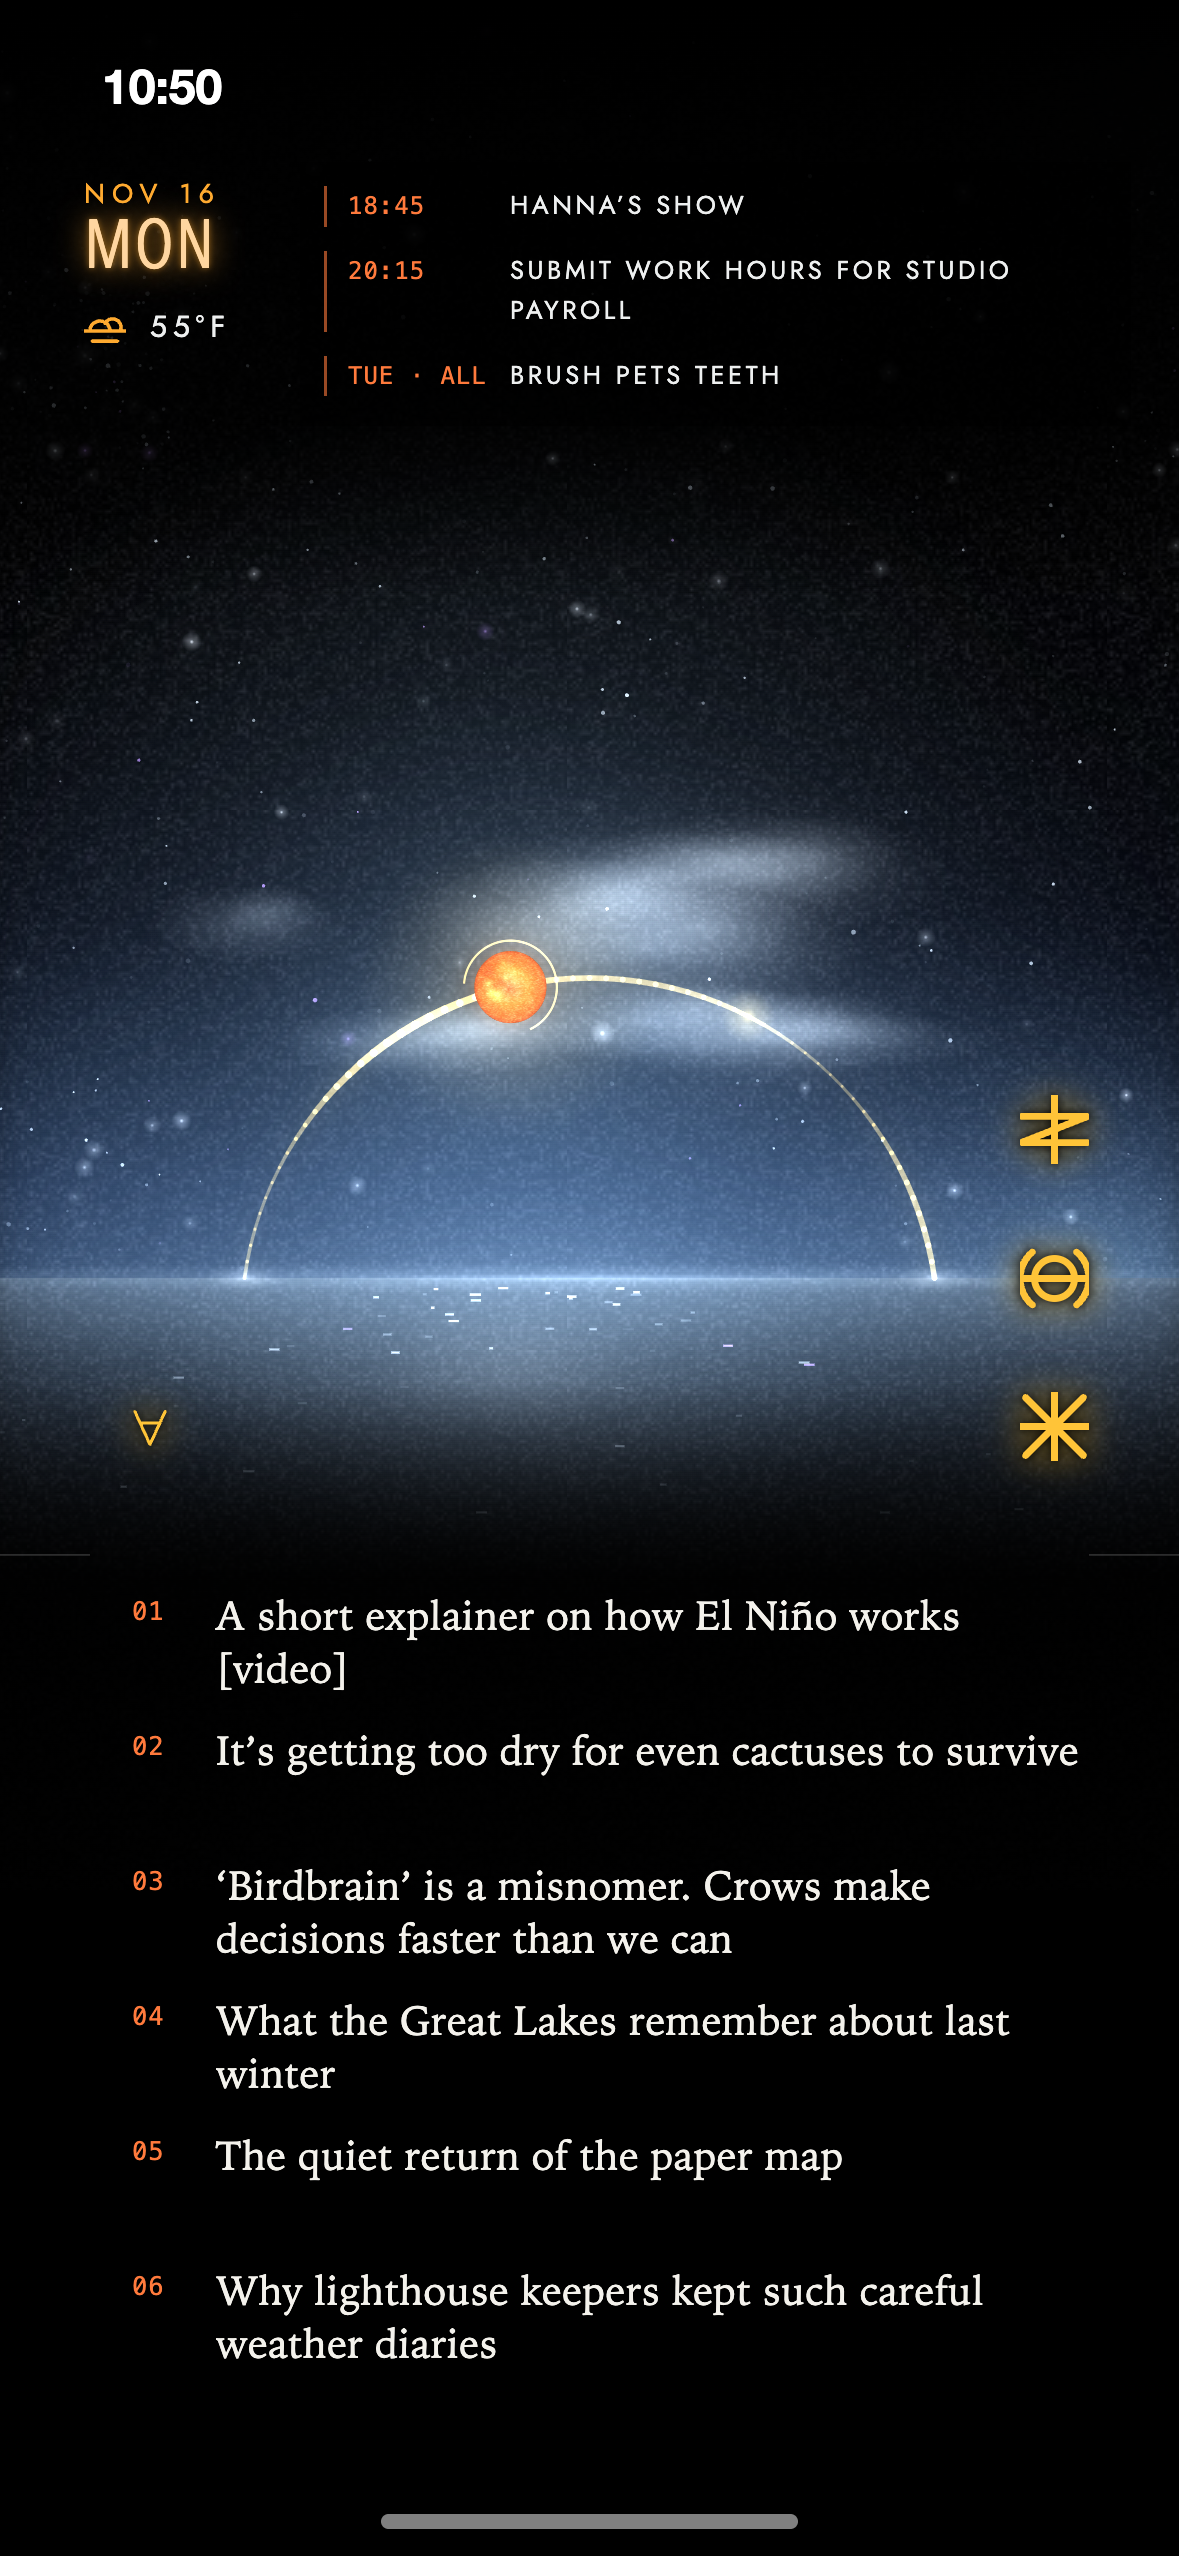 10:50
NOV 16
MON
55°F
18:45 HANNA’S SHOW
20:15 SUBMIT WORK HOURS FOR STUDIO
PAYROLL
TUE · ALL BRUSH PETS TEETH
01 A short explainer on how El Niño works
[video]
02 It’s getting too dry for even cactuses to survive
03 ‘Birdbrain’ is a misnomer. Crows make
decisions faster than we can
04 What the Great Lakes remember about last
winter
05 The quiet return of the paper map
06 Why lighthouse keepers kept such careful
weather diaries